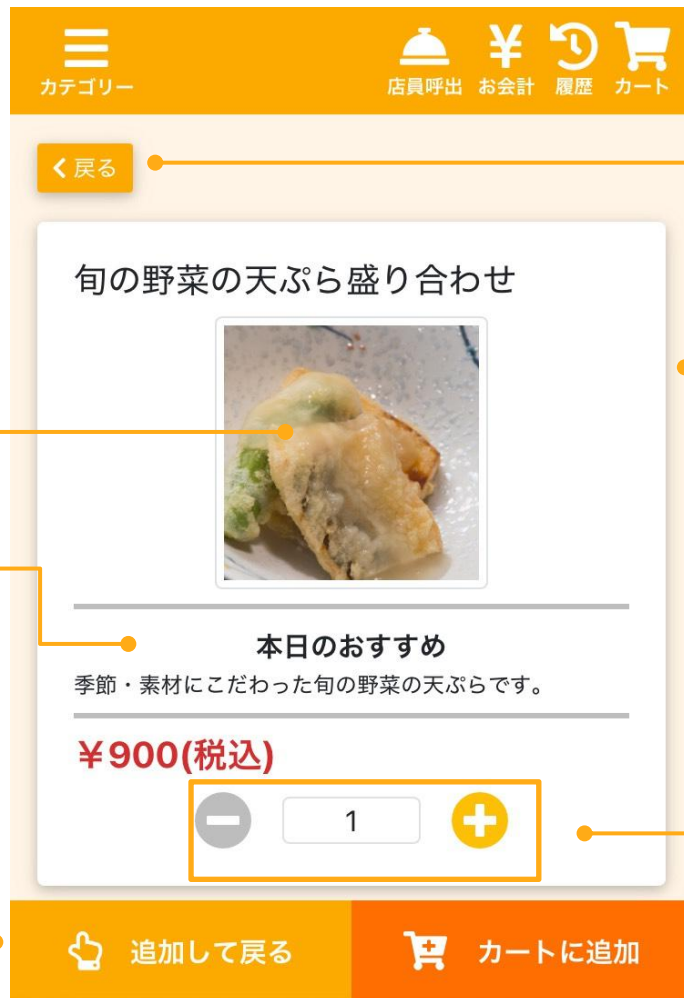 カテゴリー
店員呼出 お会計 履歴 カート
戻る
旬の野菜の天ぷら盛り合わせ
本日のおすすめ
季節・素材にこだわった旬の野菜の天ぷらです。
￥900(税込)
1
追加して戻る
カートに追加